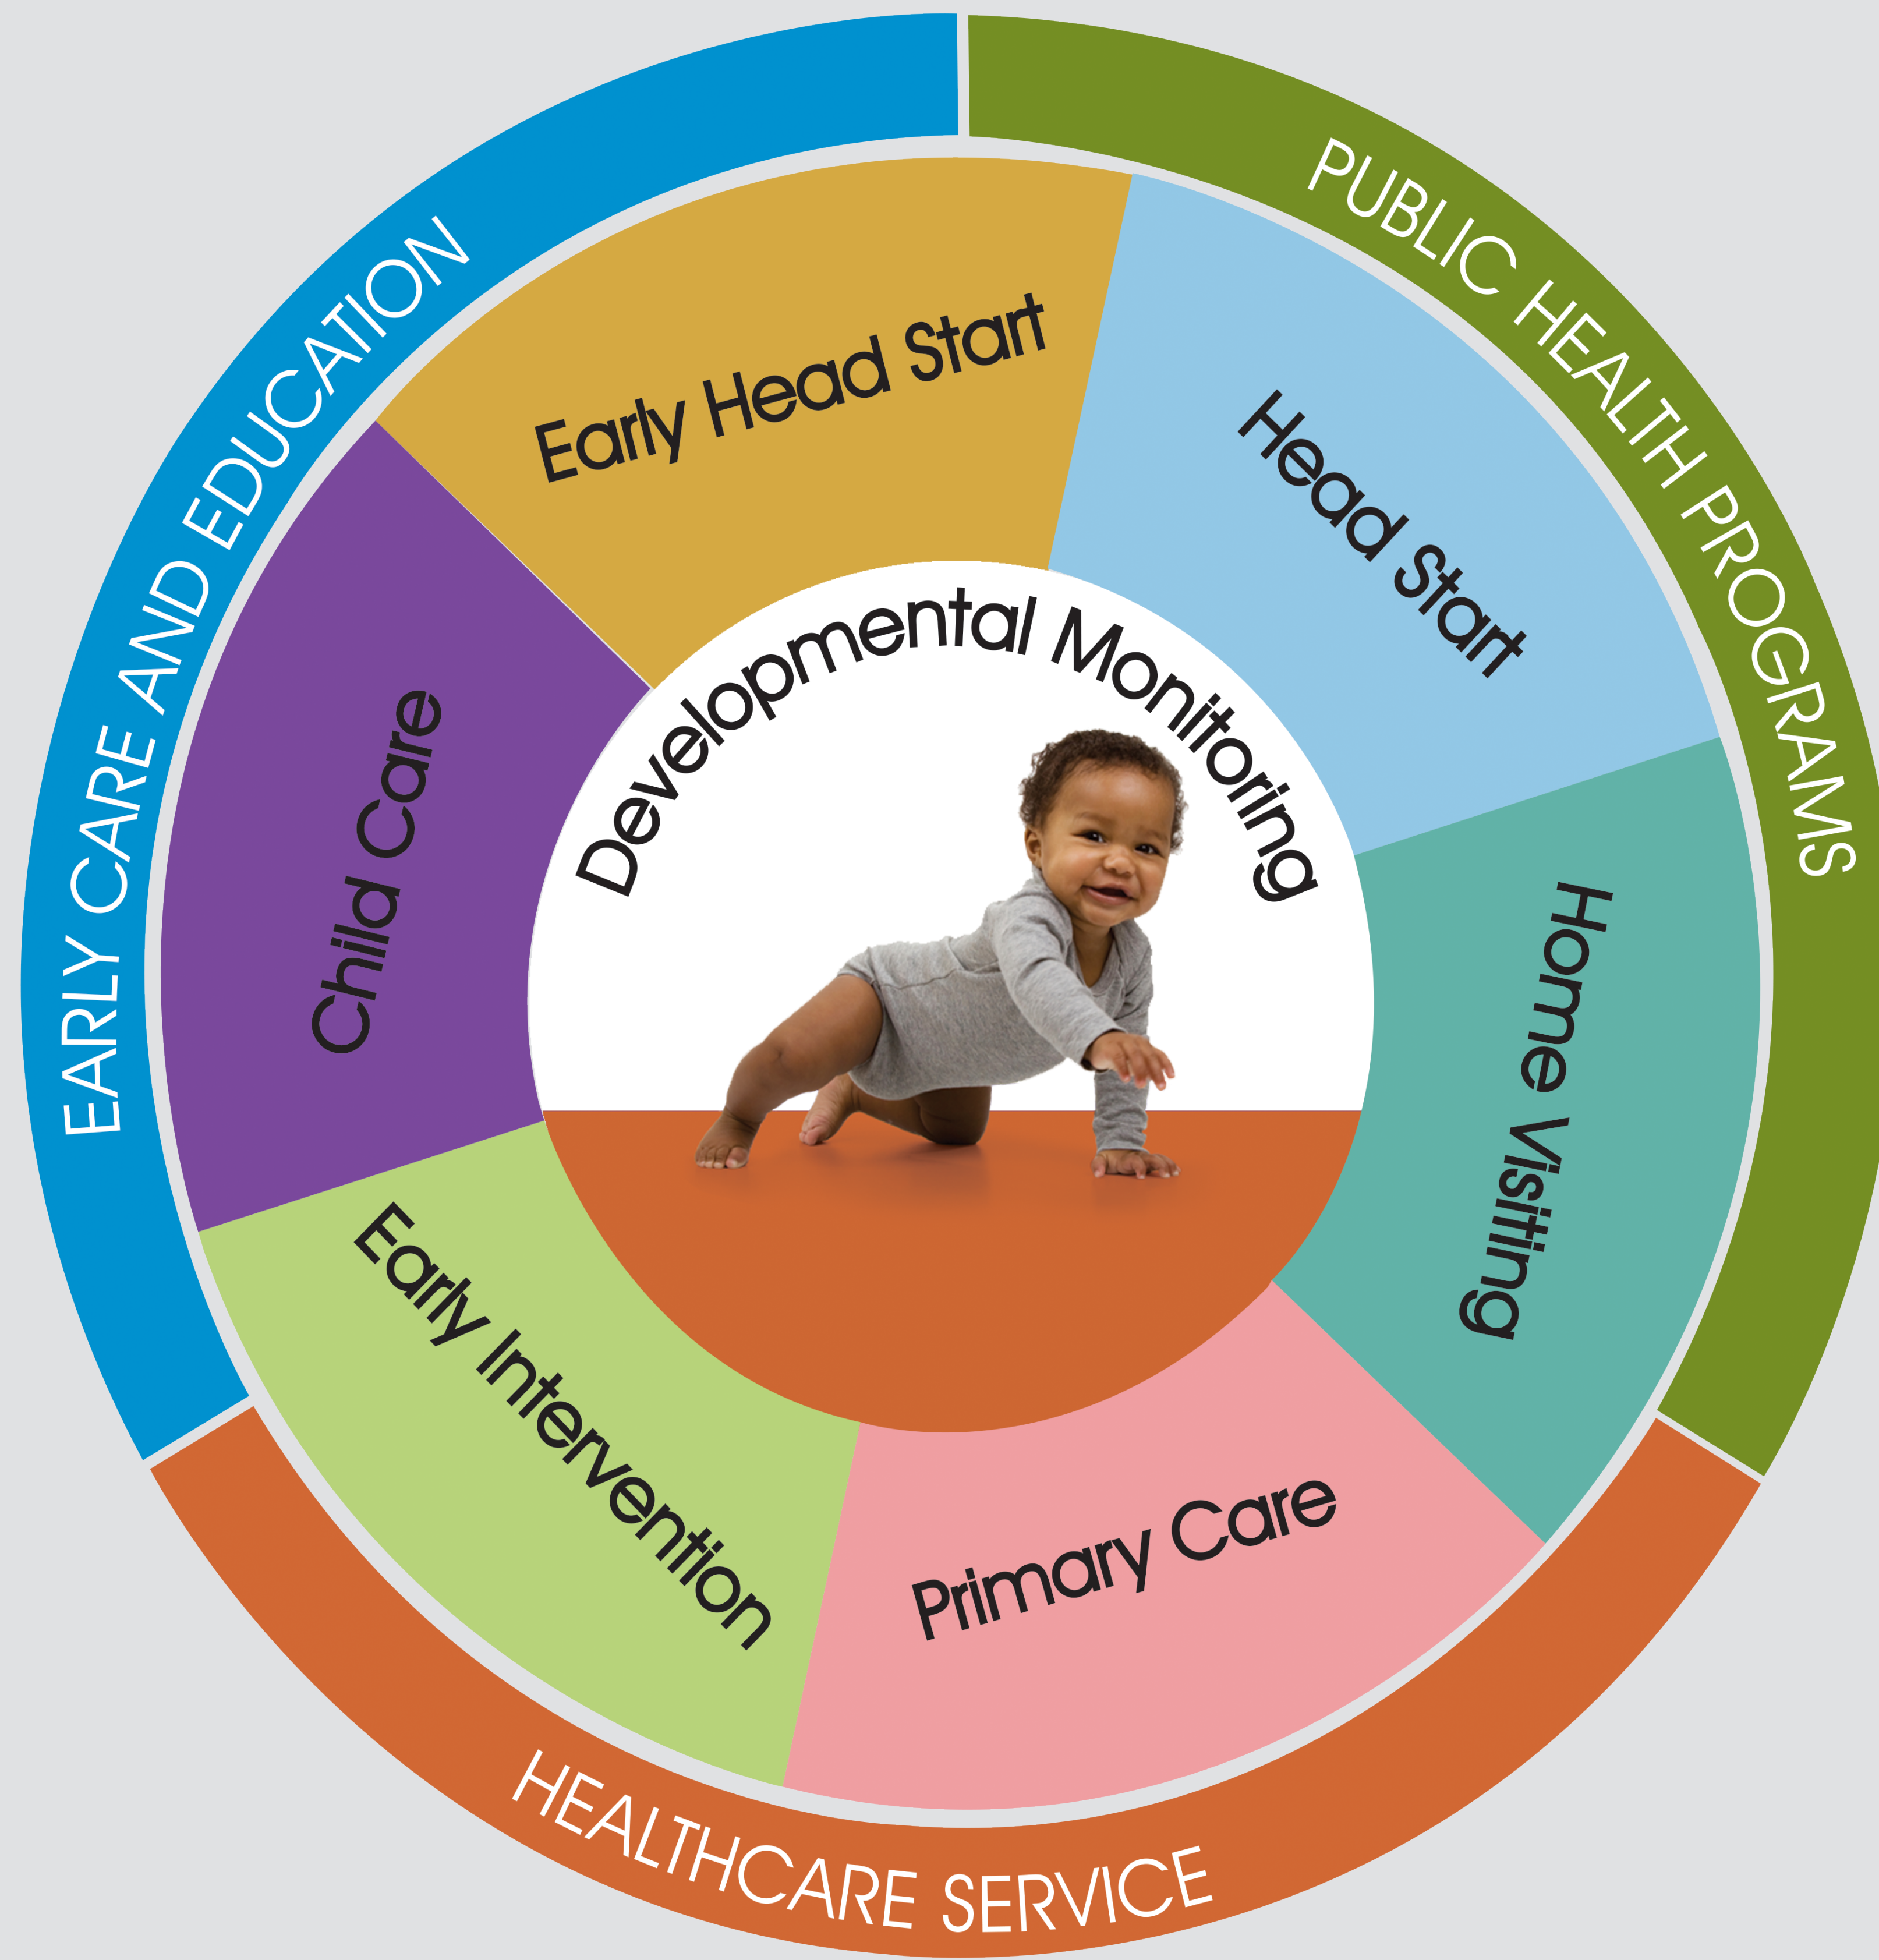 EARLY CARE AND EDUCATION
PUBLIC HEALTH PROGRAMS
HEALTHCARE SERVICE
Early Head Start
Head Start
Home Visiting
Primary Care
Early Intervention
Child Care
Developmental Monitoring